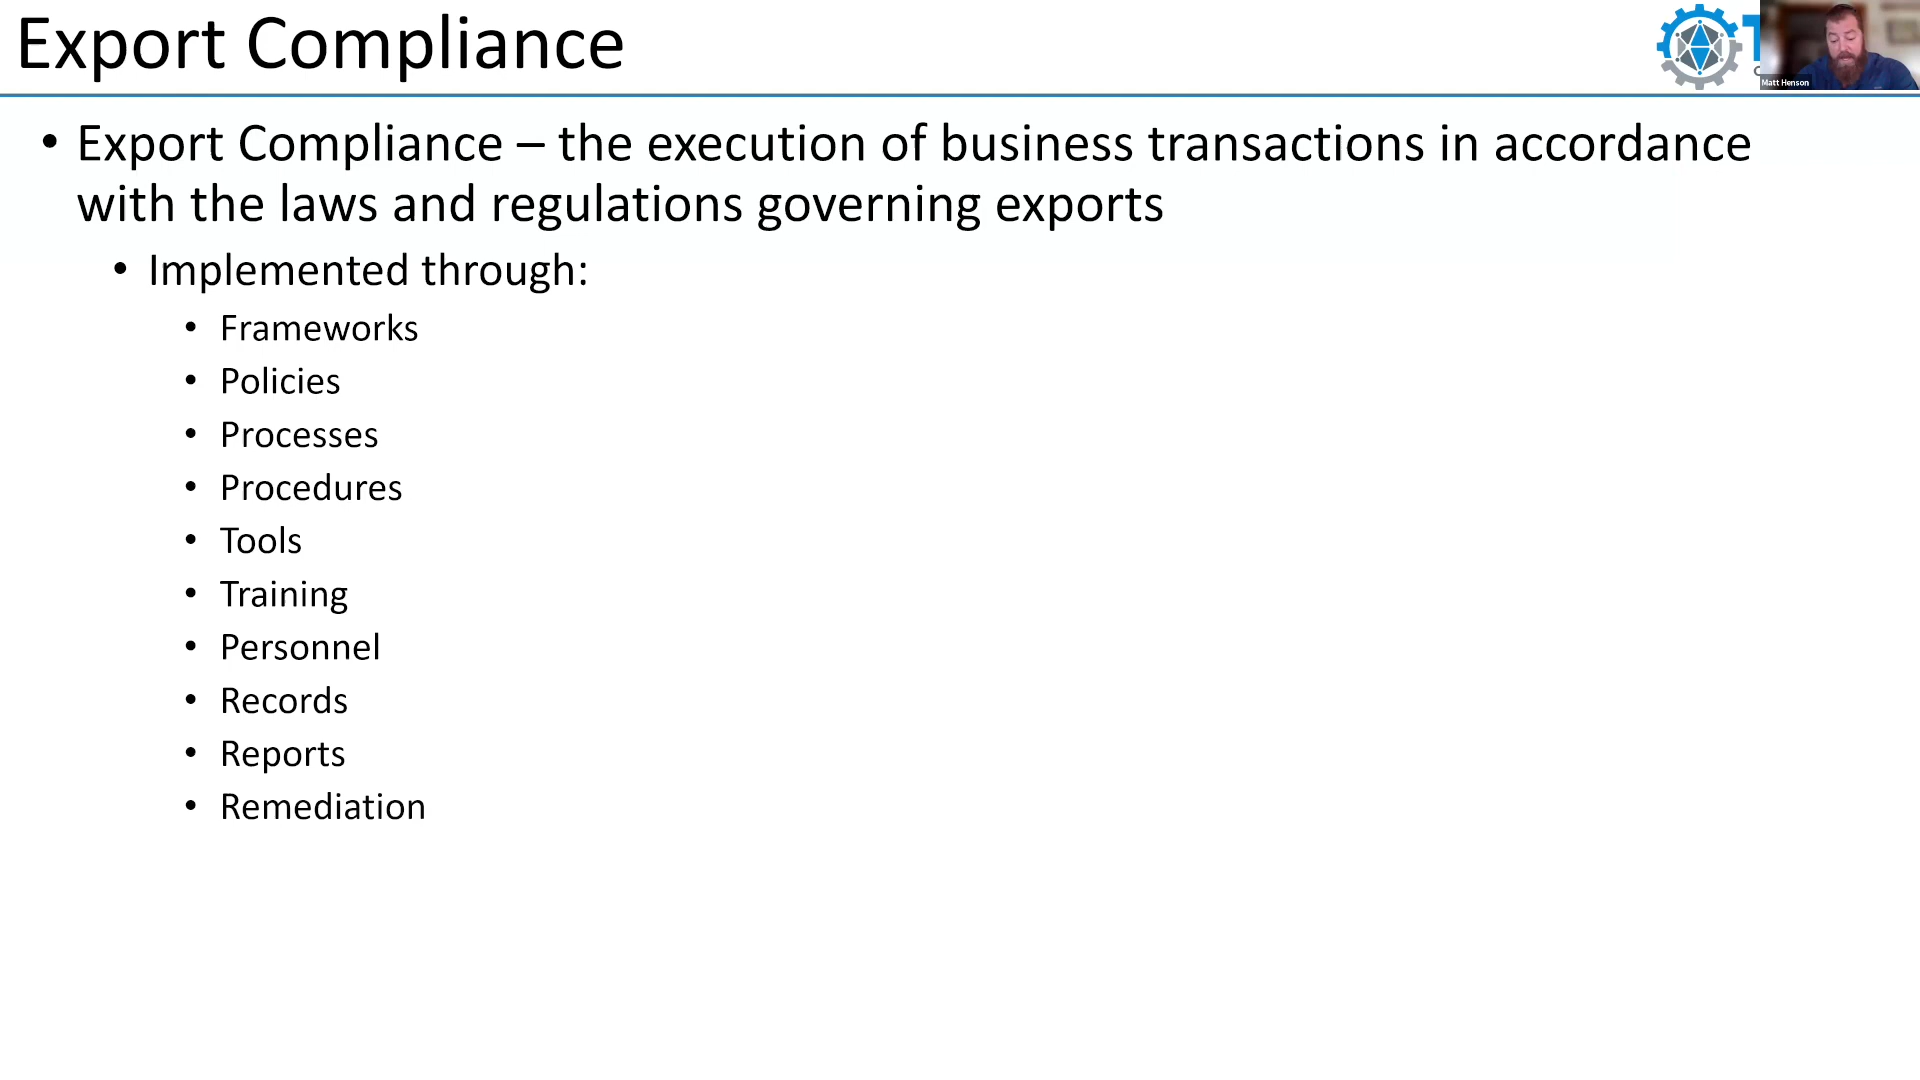 Export Compliance
Matt Henson
• Export Compliance – the execution of business transactions in accordance
with the laws and regulations governing exports
• Implemented through:
• Frameworks
• Policies
• Processes
• Procedures
• Tools
• Training
• Personnel
• Records
• Reports
• Remediation